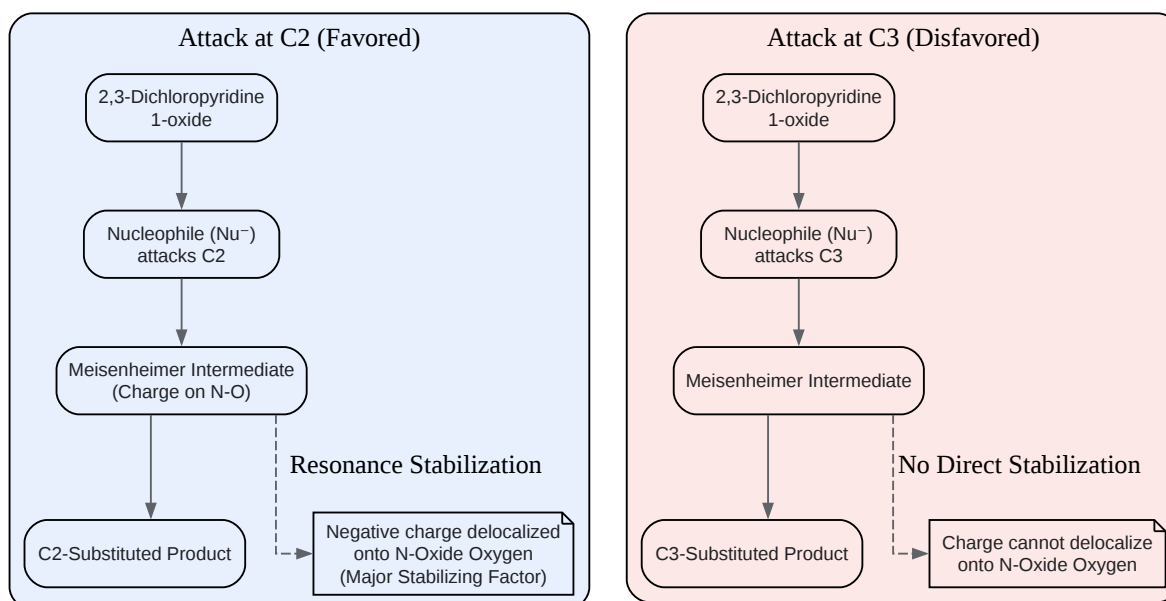 Attack at C2 (Favored)
2,3-Dichloropyridine
1-oxide
Nucleophile (Nu⁻)
attacks C2
Meisenheimer Intermediate
(Charge on N-O)
Resonance Stabilization
C2-Substituted Product
Negative charge delocalized
onto N-Oxide Oxygen
(Major Stabilizing Factor)
Attack at C3 (Disfavored)
2,3-Dichloropyridine
1-oxide
Nucleophile (Nu⁻)
attacks C3
Meisenheimer Intermediate
No Direct Stabilization
C3-Substituted Product
Charge cannot delocalize
onto N-Oxide Oxygen